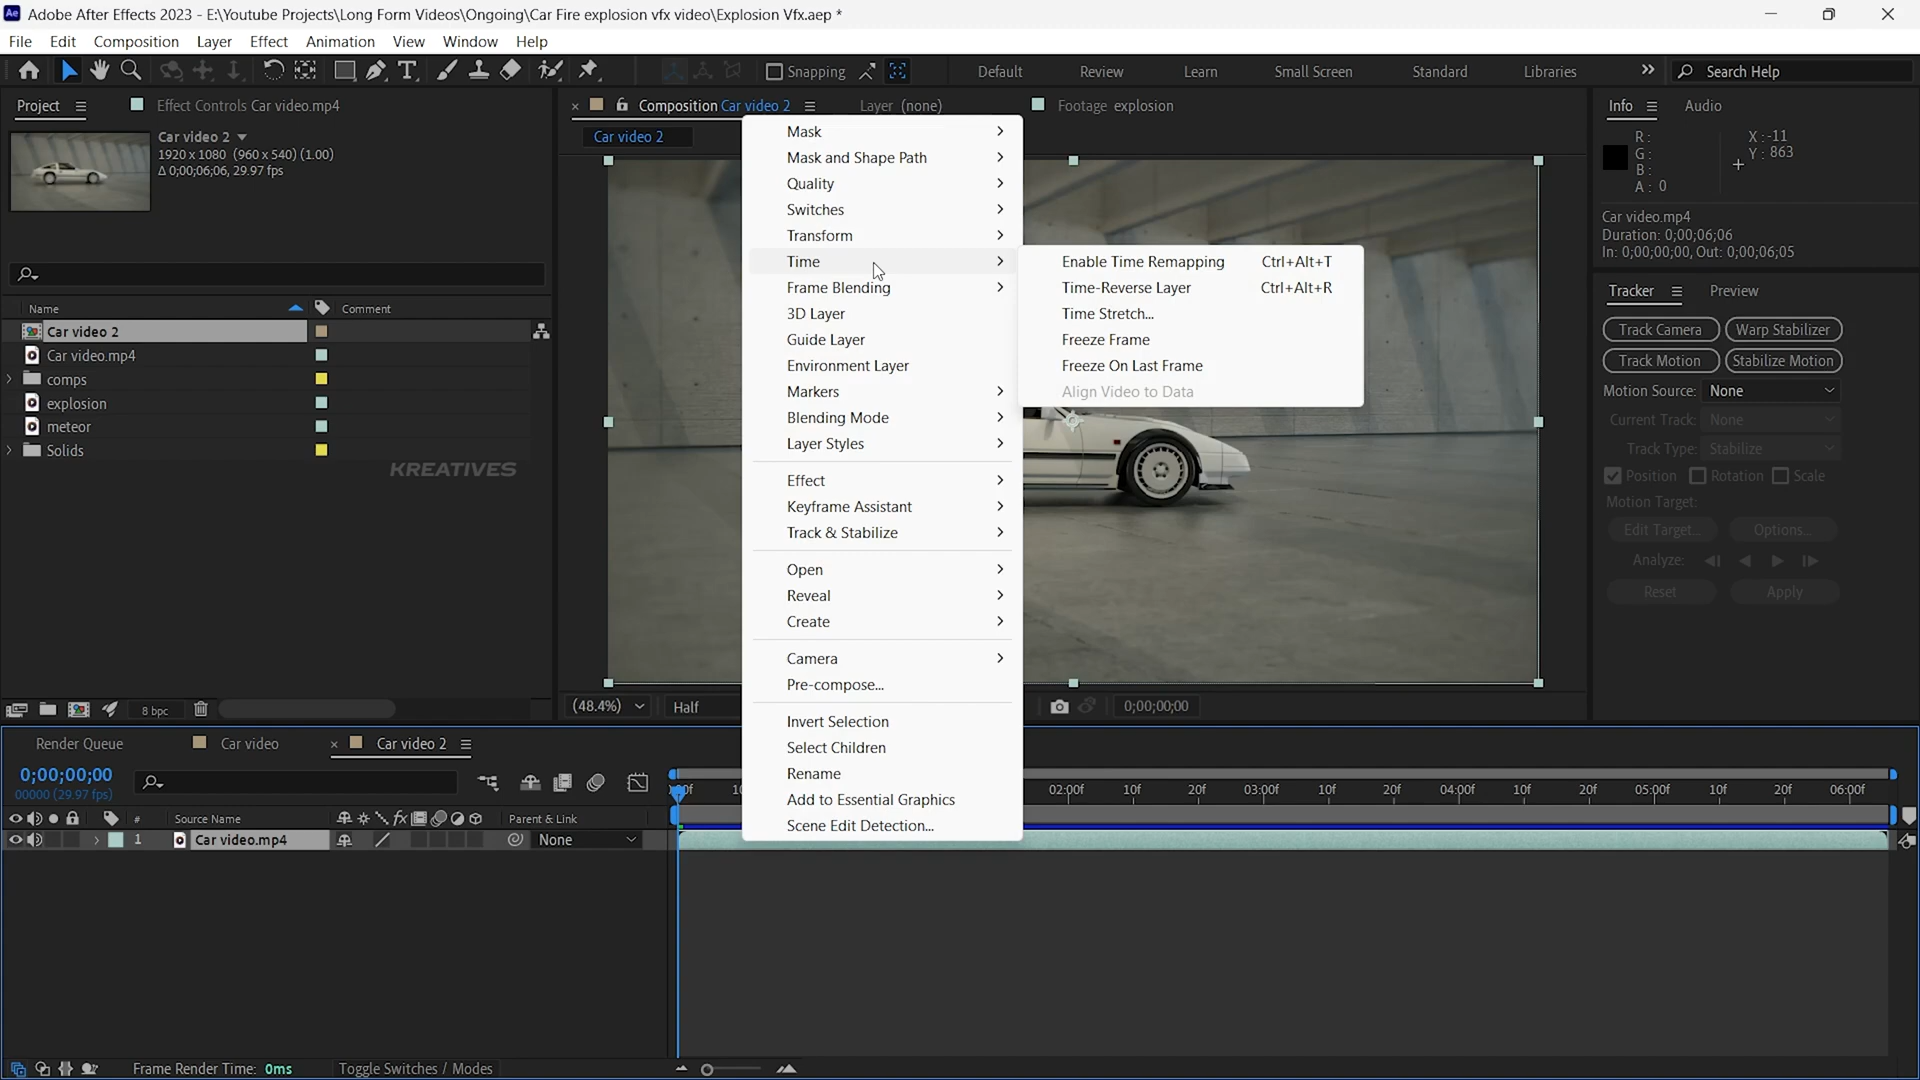 Adobe After Effects 2023 - E:\Youtube Projects\Long Form Videos\Ongoing\Car Fire explosion vfx video\Explosion Vfx.aep *
File Edit Composition Layer Effect Animation View Window Help
Snapping Default Review Learn Small Screen Standard Libraries Search Help
Project Effect Controls Car video.mp4
Car video 2
1920 x 1080 (960 x 540) (1.00)
Δ 0;00;06;06, 29.97 fps
Name Comment
Car video 2
Car video.mp4
comps
explosion
meteor
Solids
KREATIVES
8 bpc
Composition Car video 2 Layer (none) Footage explosion
Car video 2
Mask
Mask and Shape Path
Quality
Switches
Transform
Time
Frame Blending
3D Layer
Guide Layer
Environment Layer
Markers
Blending Mode
Layer Styles
Effect
Keyframe Assistant
Track & Stabilize
Open
Reveal
Create
Camera
Pre-compose...
Invert Selection
Select Children
Rename
Add to Essential Graphics
Scene Edit Detection...
Enable Time Remapping Ctrl+Alt+T
Time-Reverse Layer Ctrl+Alt+R
Time Stretch...
Freeze Frame
Freeze On Last Frame
Align Video to Data
(48.4%) Half 0;00;00;00
Info Audio
R: X: -11
G: Y: 863
B:
A: 0
Car video.mp4
Duration: 0;00;06;06
In: 0;00;00;00, Out: 0;00;06;05
Tracker Preview
Track Camera Warp Stabilizer
Track Motion Stabilize Motion
Motion Source: None
Current Track: None
Track Type: Stabilize
Position Rotation Scale
Motion Target:
Edit Target... Options...
Analyze:
Reset Apply
Render Queue Car video Car video 2
0;00;00;00
00000 (29.97 fps)
02:00f 10f 20f 03:00f 10f 20f 04:00f 10f 20f 05:00f 10f 20f 06:00f
# Source Name fx Parent & Link
1 Car video.mp4 None
Frame Render Time: 0ms Toggle Switches / Modes